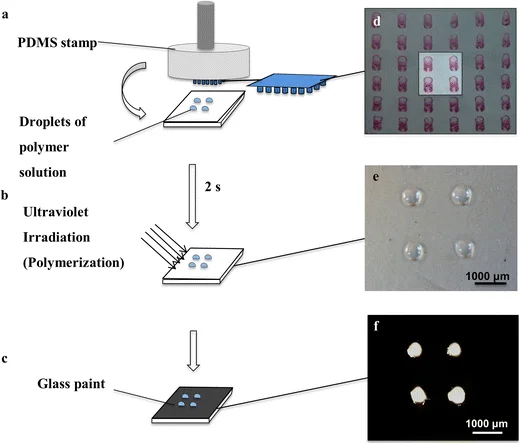 a
PDMS stamp
d
Droplets of
polymer
solution
2 s
b
Ultraviolet
Irradiation
(Polymerization)
e
1000 µm
c
Glass paint
f
1000 µm